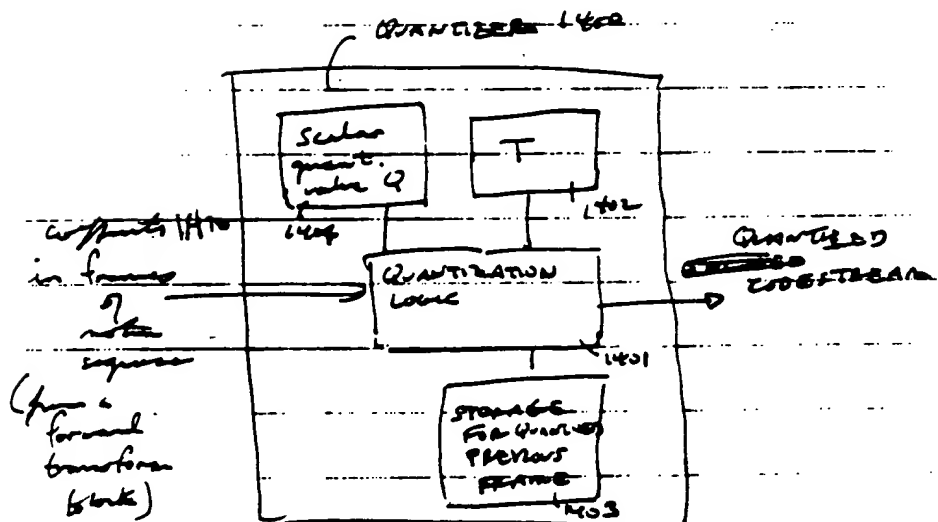 QUANTIZER 1400
Scalar
quant.
value Q
1404
T
1402
coefficients 1410
in frames
of
motion
sequence
(from a
forward
transform
block)
QUANTIZATION
LOGIC
1401
QUANTIZED
CODESTREAM
STORAGE
FOR QUANTIZED
PREVIOUS
FRAME
1403